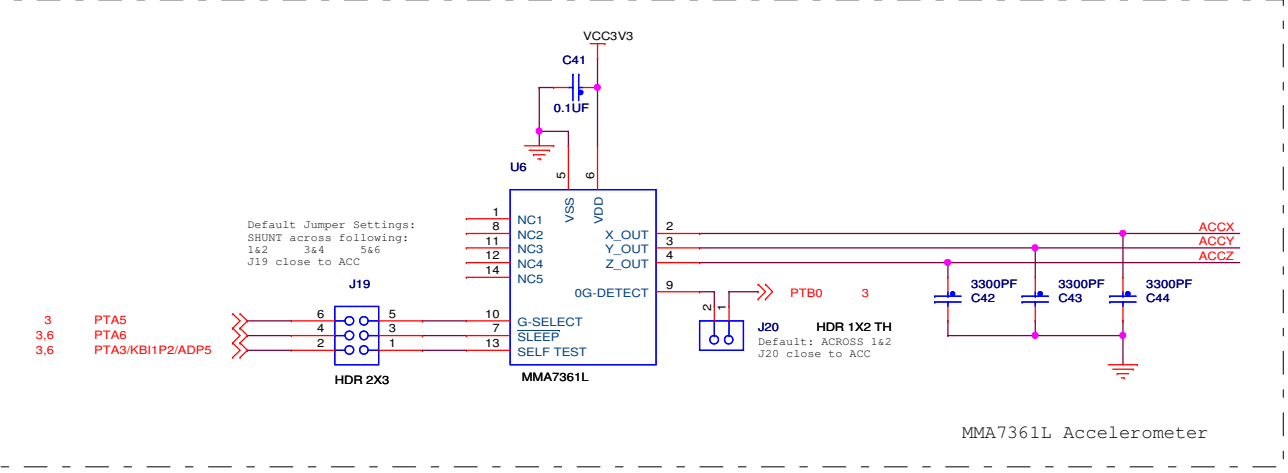 VCC3V3
C41
0.1UF
U6
5
6
VSS
VDD
Default Jumper Settings:
SHUNT across following:
1&2 3&4 5&6
J19 close to ACC
1 NC1
8 NC2
11 NC3
12 NC4
14 NC5
X_OUT 2 ACCX
Y_OUT 3 ACCY
Z_OUT 4 ACCZ
0G-DETECT 9
2 1
PTB0 3
3300PF
C42
3300PF
C43
3300PF
C44
J19
3 PTA5 6 5 10 G-SELECT
3,6 PTA6 4 3 7 SLEEP
3,6 PTA3/KBI1P2/ADP5 2 1 13 SELF TEST
HDR 2X3
MMA7361L
J20 HDR 1X2 TH
Default: ACROSS 1&2
J20 close to ACC
MMA7361L Accelerometer